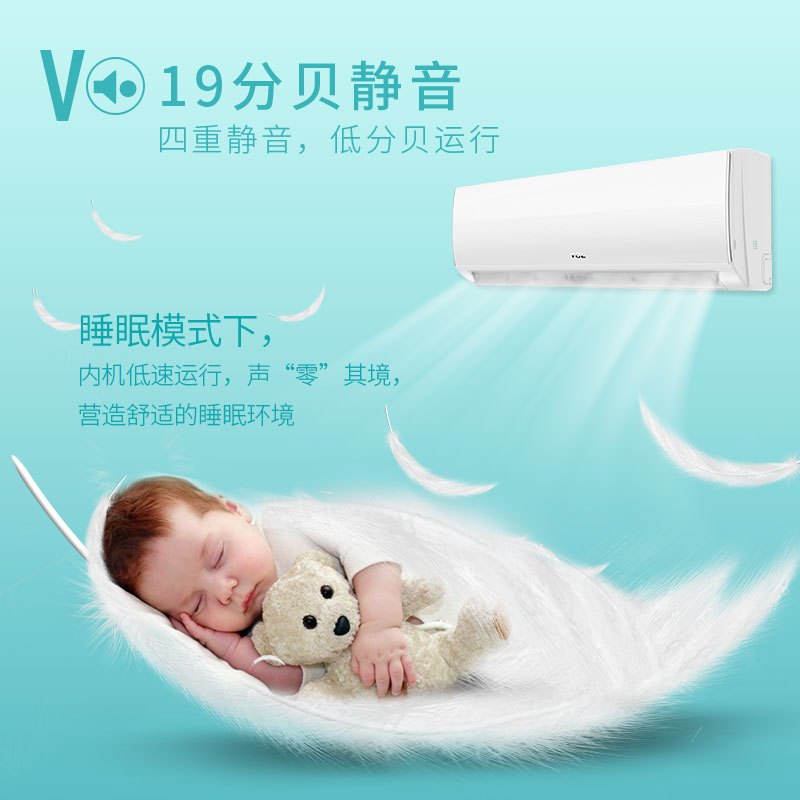 V
19分贝静音
四重静音，低分贝运行
TCL
睡眠模式下，
内机低速运行，声“零”其境，
营造舒适的睡眠环境